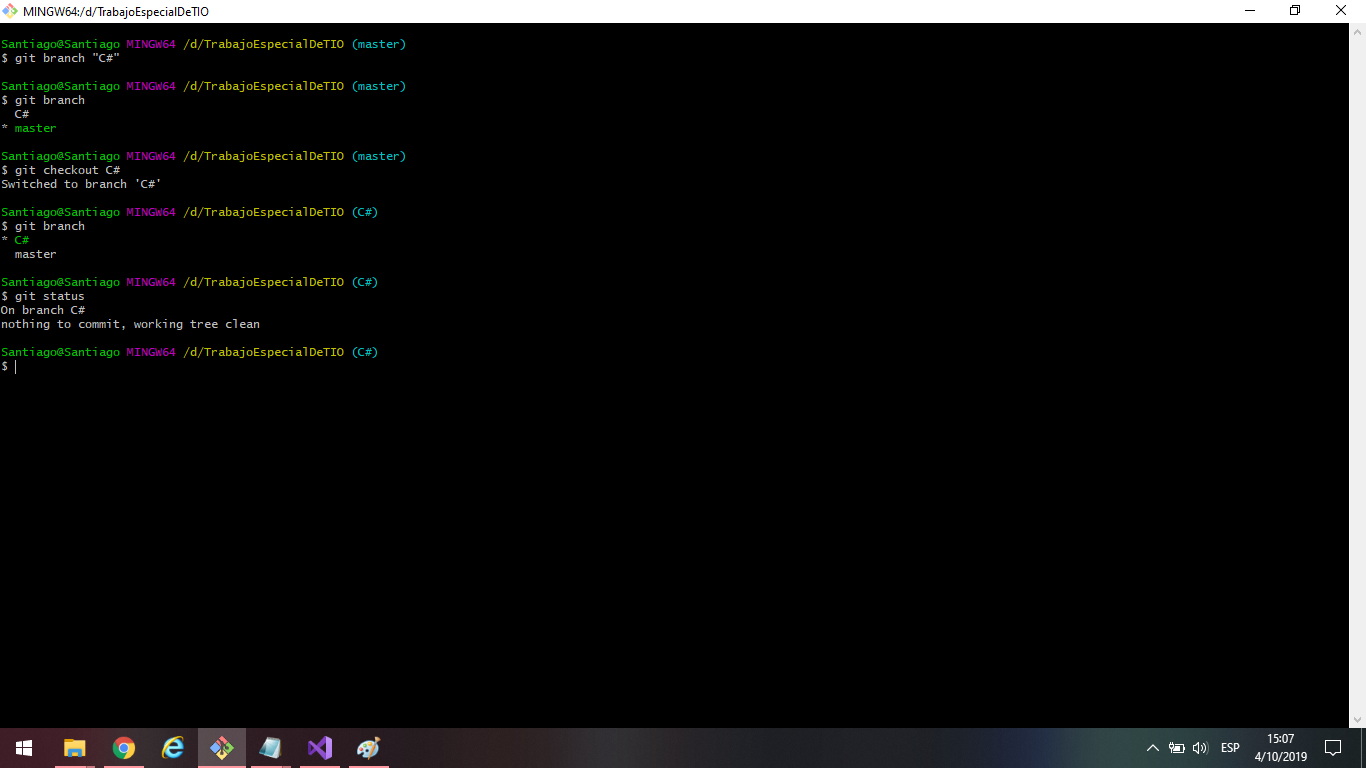 MINGW64:/d/TrabajoEspecialDeTIO
Santiago@Santiago MINGW64 /d/TrabajoEspecialDeTIO (master)
$ git branch "C#"
Santiago@Santiago MINGW64 /d/TrabajoEspecialDeTIO (master)
$ git branch
  C#
* master
Santiago@Santiago MINGW64 /d/TrabajoEspecialDeTIO (master)
$ git checkout C#
Switched to branch 'C#'
Santiago@Santiago MINGW64 /d/TrabajoEspecialDeTIO (C#)
$ git branch
* C#
  master
Santiago@Santiago MINGW64 /d/TrabajoEspecialDeTIO (C#)
$ git status
On branch C#
nothing to commit, working tree clean
Santiago@Santiago MINGW64 /d/TrabajoEspecialDeTIO (C#)
$
ESP
15:07
4/10/2019